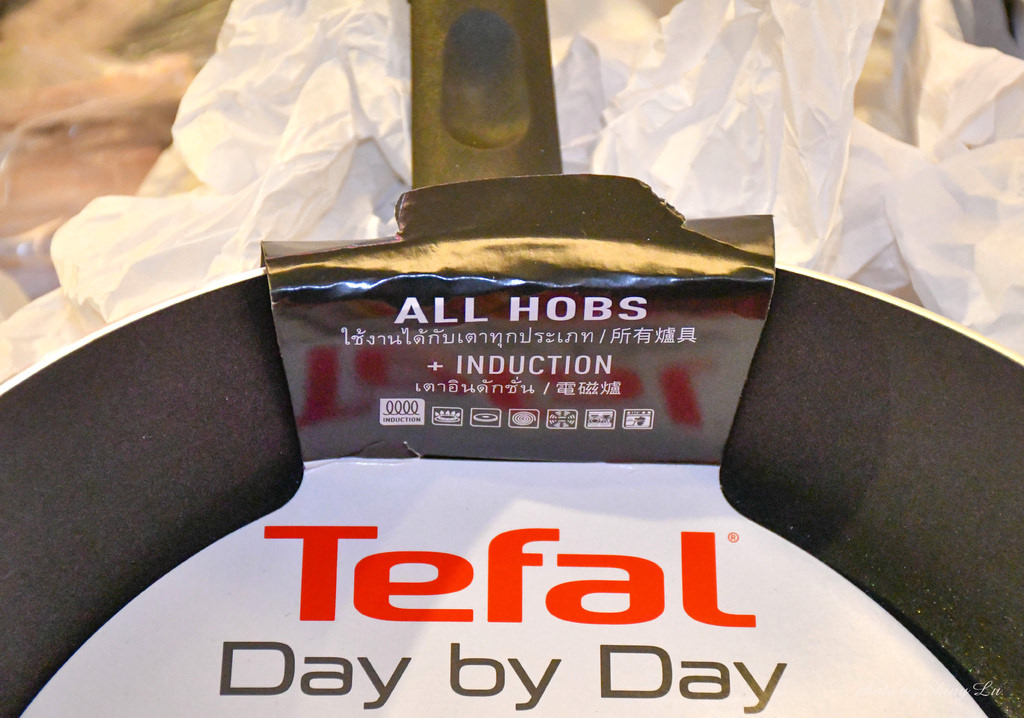 ALL HOBS
ใช้งานได้กับเตาทุกประเภท / 所有爐具
+ INDUCTION
เตาอินดักชั่น / 電磁爐
INDUCTION
Tefal®
Day by Day